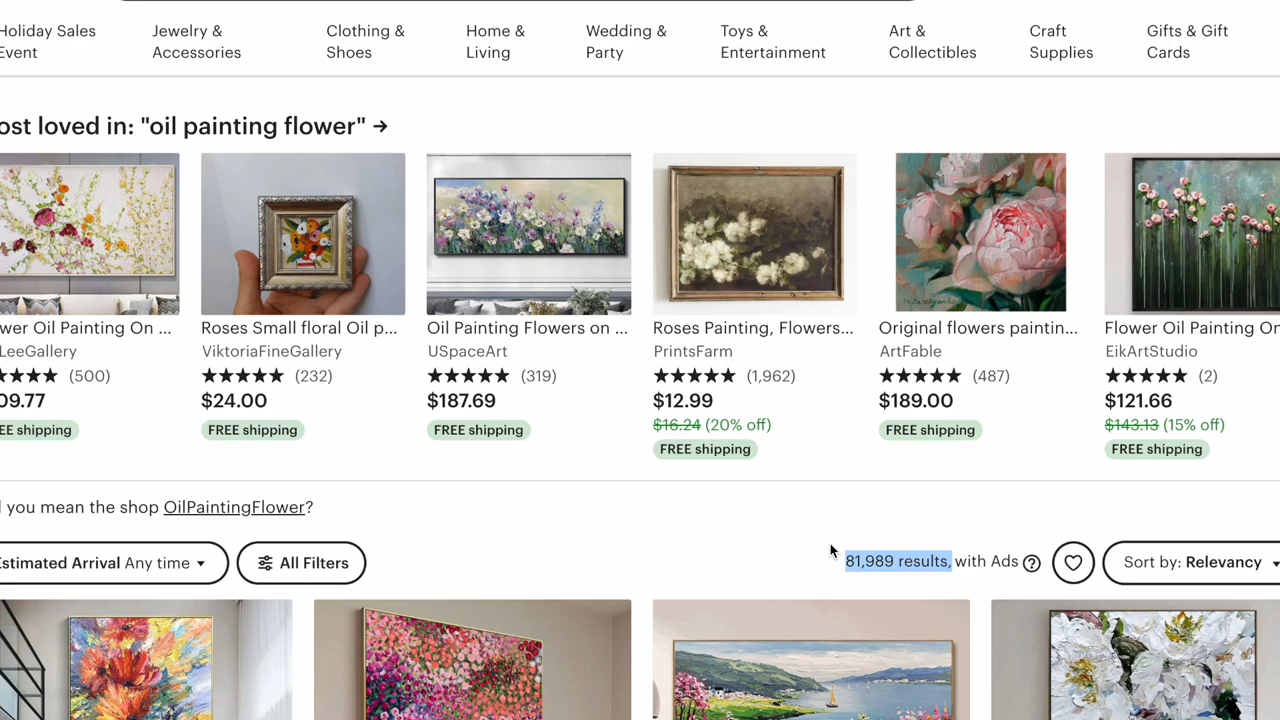 Holiday Sales
Event
Jewelry &
Accessories
Clothing &
Shoes
Home &
Living
Wedding &
Party
Toys &
Entertainment
Art &
Collectibles
Craft
Supplies
Gifts & Gift
Cards
ost loved in: "oil painting flower" →
wer Oil Painting On ...
LeeGallery
★★★★ (500)
09.77
EE shipping
Roses Small floral Oil p...
ViktoriaFineGallery
★★★★★ (232)
$24.00
FREE shipping
Oil Painting Flowers on ...
USpaceArt
★★★★★ (319)
$187.69
FREE shipping
Roses Painting, Flowers...
PrintsFarm
★★★★★ (1,962)
$12.99
$16.24 (20% off)
FREE shipping
Original flowers paintin...
ArtFable
★★★★★ (487)
$189.00
FREE shipping
Flower Oil Painting On
EikArtStudio
★★★★★ (2)
$121.66
$143.13 (15% off)
FREE shipping
you mean the shop OilPaintingFlower?
Estimated Arrival Any time
All Filters
81,989 results, with Ads ?
Sort by: Relevancy